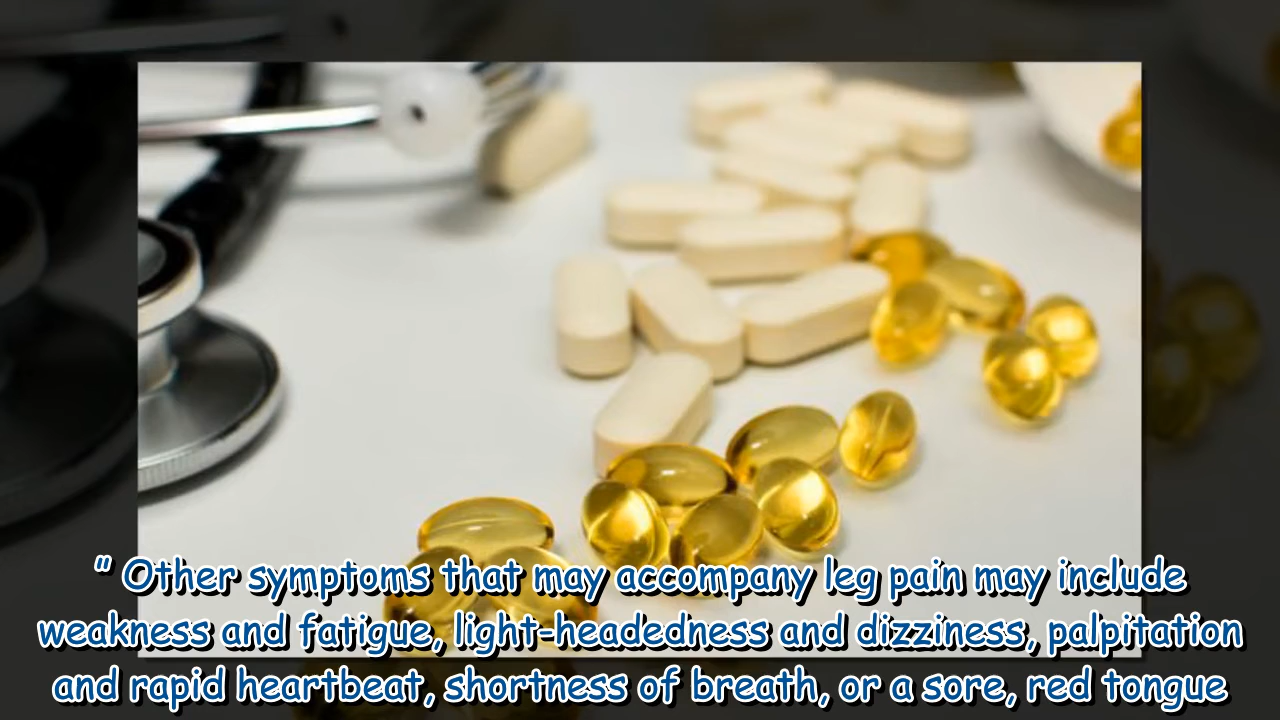 " Other symptoms that may accompany leg pain may include
weakness and fatigue, light-headedness and dizziness, palpitation
and rapid heartbeat, shortness of breath, or a sore, red tongue